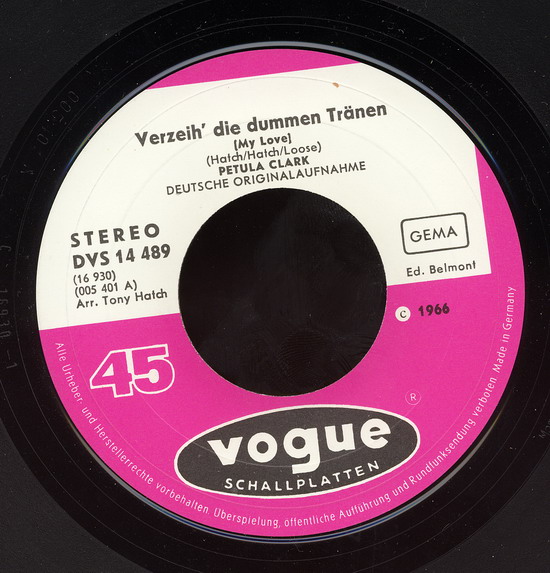 Verzeih' die dummen Tränen
[My Love]
(Hatch/Hatch/Loose)
PETULA CLARK
DEUTSCHE ORIGINALAUFNAHME
STEREO
DVS 14 489
(16 930)
(005 401 A)
Arr. Tony Hatch
GEMA
Ed. Belmont
C 1966
45
®
vogue
SCHALLPLATTEN
Alle Urheber- und Herstellerrechte vorbehalten. Überspielung, öffentliche Aufführung und Rundfunksendung verboten. Made in Germany